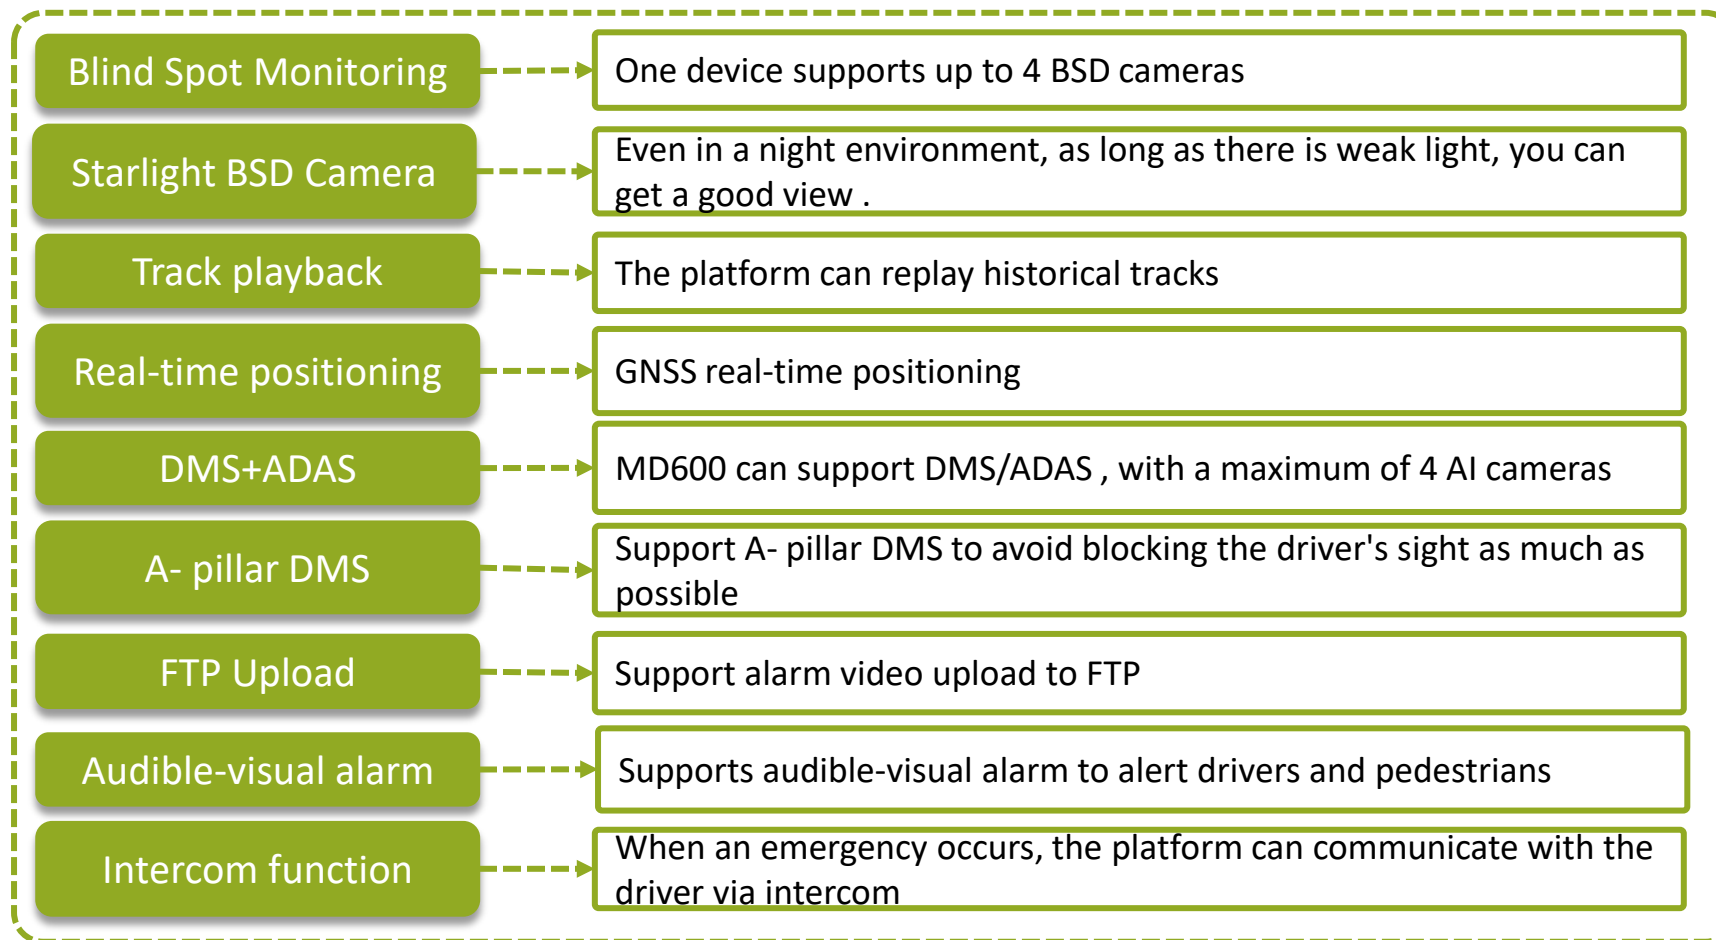 Blind Spot Monitoring
One device supports up to 4 BSD cameras
Starlight BSD Camera
Even in a night environment, as long as there is weak light, you can
get a good view .
Track playback
The platform can replay historical tracks
Real-time positioning
GNSS real-time positioning
DMS+ADAS
MD600 can support DMS/ADAS , with a maximum of 4 AI cameras
A- pillar DMS
Support A- pillar DMS to avoid blocking the driver's sight as much as
possible
FTP Upload
Support alarm video upload to FTP
Audible-visual alarm
Supports audible-visual alarm to alert drivers and pedestrians
Intercom function
When an emergency occurs, the platform can communicate with the
driver via intercom